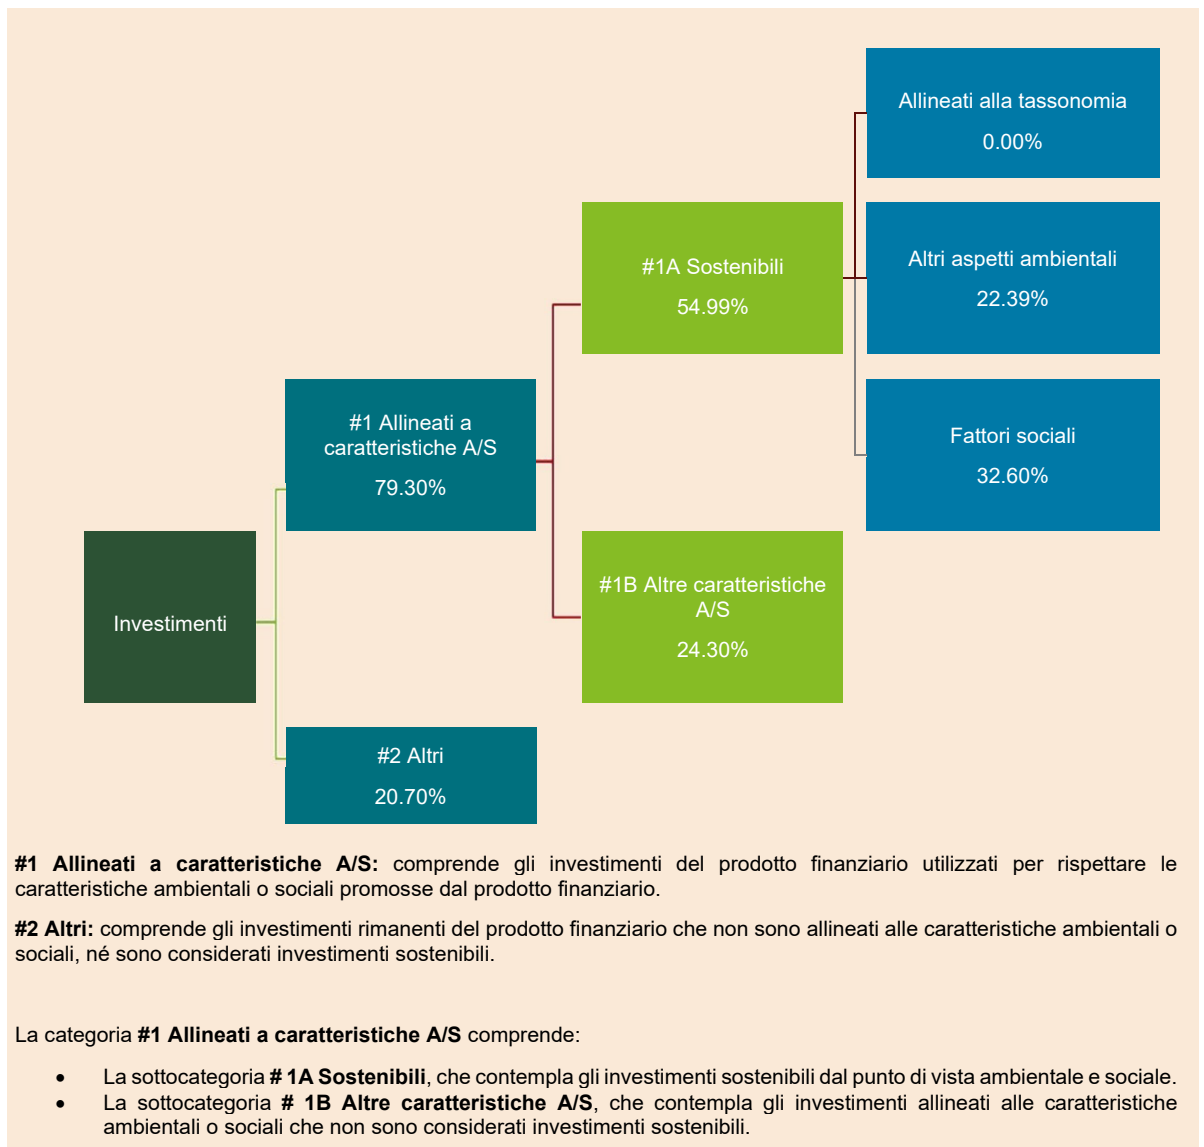 Allineati alla tassonomia
0.00%
#1A Sostenibili
54.99%
Altri aspetti ambientali
22.39%
#1 Allineati a
caratteristiche A/S
79.30%
Fattori sociali
32.60%
Investimenti
#1B Altre caratteristiche
A/S
24.30%
#2 Altri
20.70%
#1 Allineati a caratteristiche A/S: comprende gli investimenti del prodotto finanziario utilizzati per rispettare le
caratteristiche ambientali o sociali promosse dal prodotto finanziario.
#2 Altri: comprende gli investimenti rimanenti del prodotto finanziario che non sono allineati alle caratteristiche ambientali o
sociali, né sono considerati investimenti sostenibili.
La categoria #1 Allineati a caratteristiche A/S comprende:
• La sottocategoria # 1A Sostenibili, che contempla gli investimenti sostenibili dal punto di vista ambientale e sociale.
• La sottocategoria # 1B Altre caratteristiche A/S, che contempla gli investimenti allineati alle caratteristiche
ambientali o sociali che non sono considerati investimenti sostenibili.